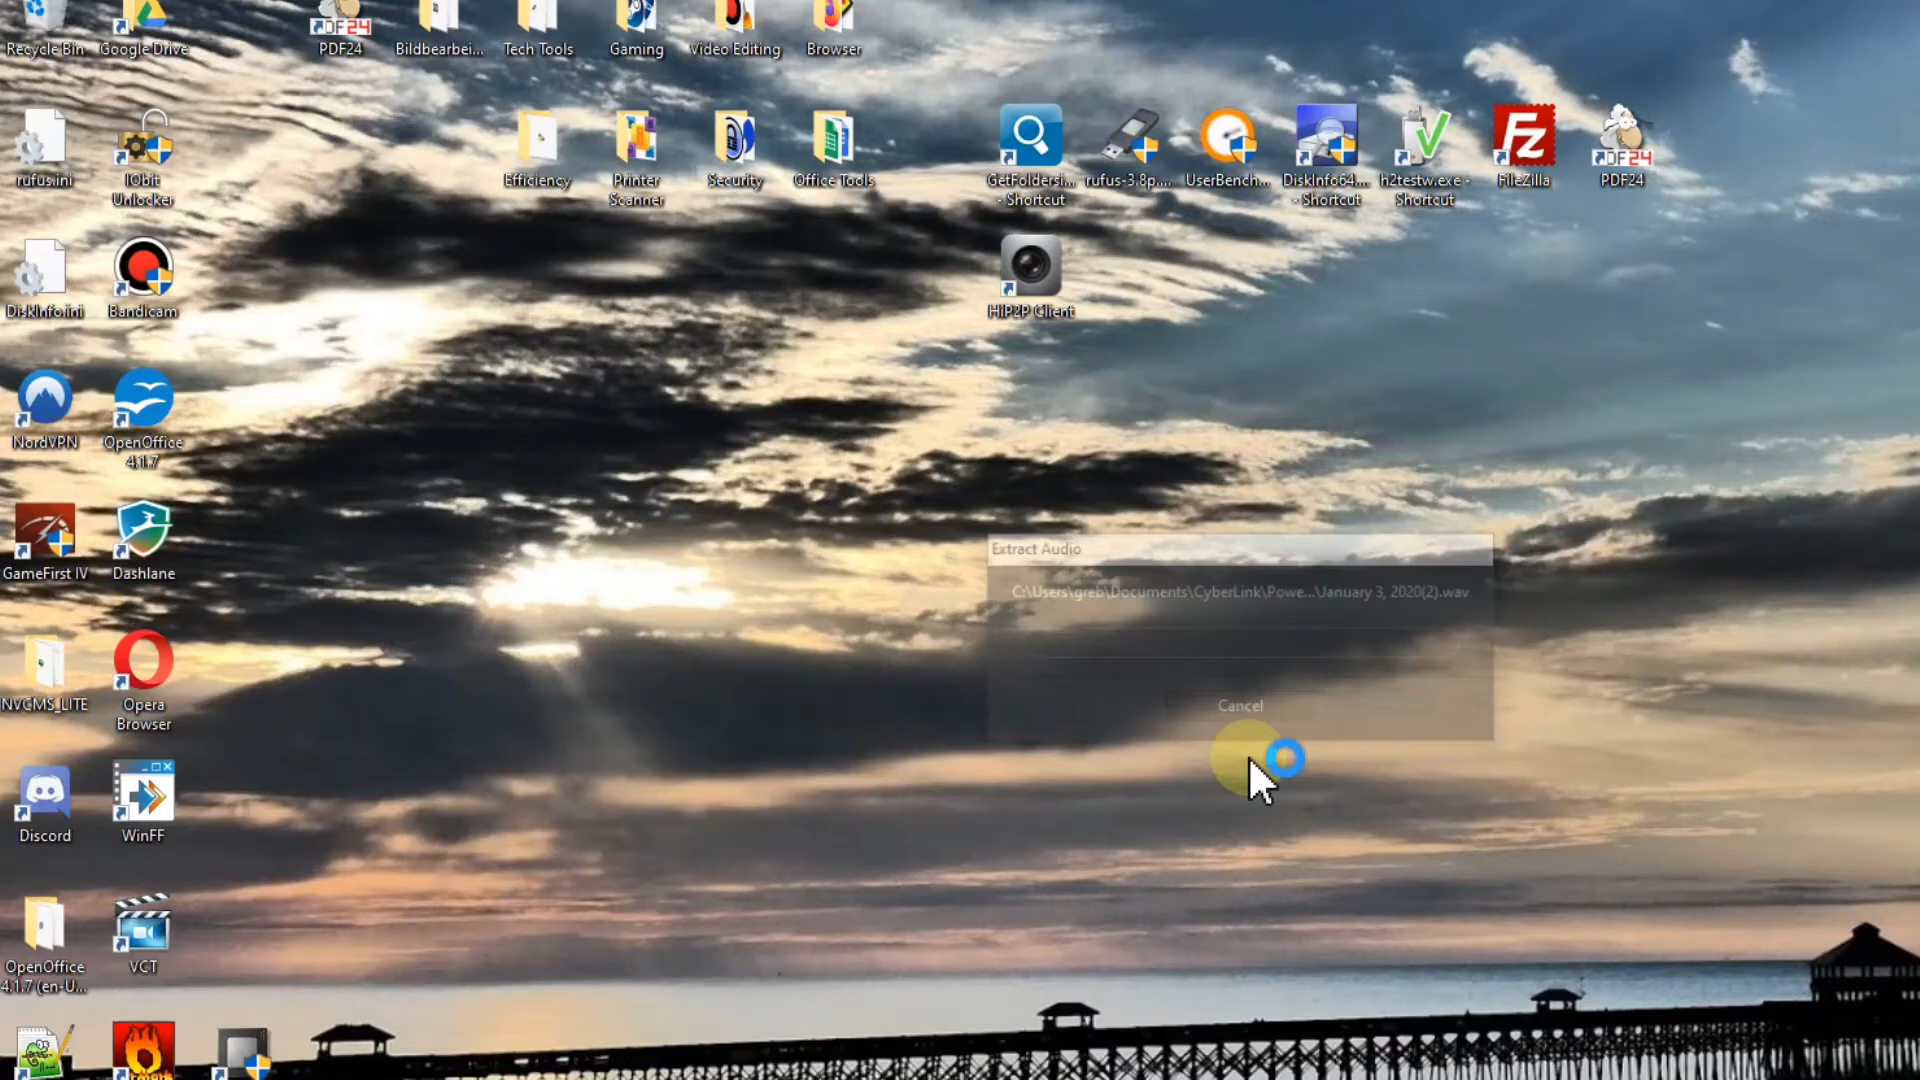 Recycle Bin
Google Drive
PDF24
Bildbearbei...
Tech Tools
Gaming
Video Editing
Browser
rufus.ini
IObit
Unlocker
Efficiency
Printer
Scanner
Security
Office Tools
GetFoldersi...
- Shortcut
rufus-3.8p....
UserBench...
DiskInfo64....
- Shortcut
h2testw.exe -
Shortcut
FileZilla
PDF24
DiskInfo.ini
Bandicam
HiP2P Client
NordVPN
OpenOffice
4.1.7
GameFirst IV
Dashlane
Extract Audio
C:\Users\greb\Documents\CyberLink\Powe...\January 3, 2020(2).wav
Cancel
NVCMS_LITE
Opera
Browser
Discord
WinFF
OpenOffice
4.1.7 (en-U...
VCT